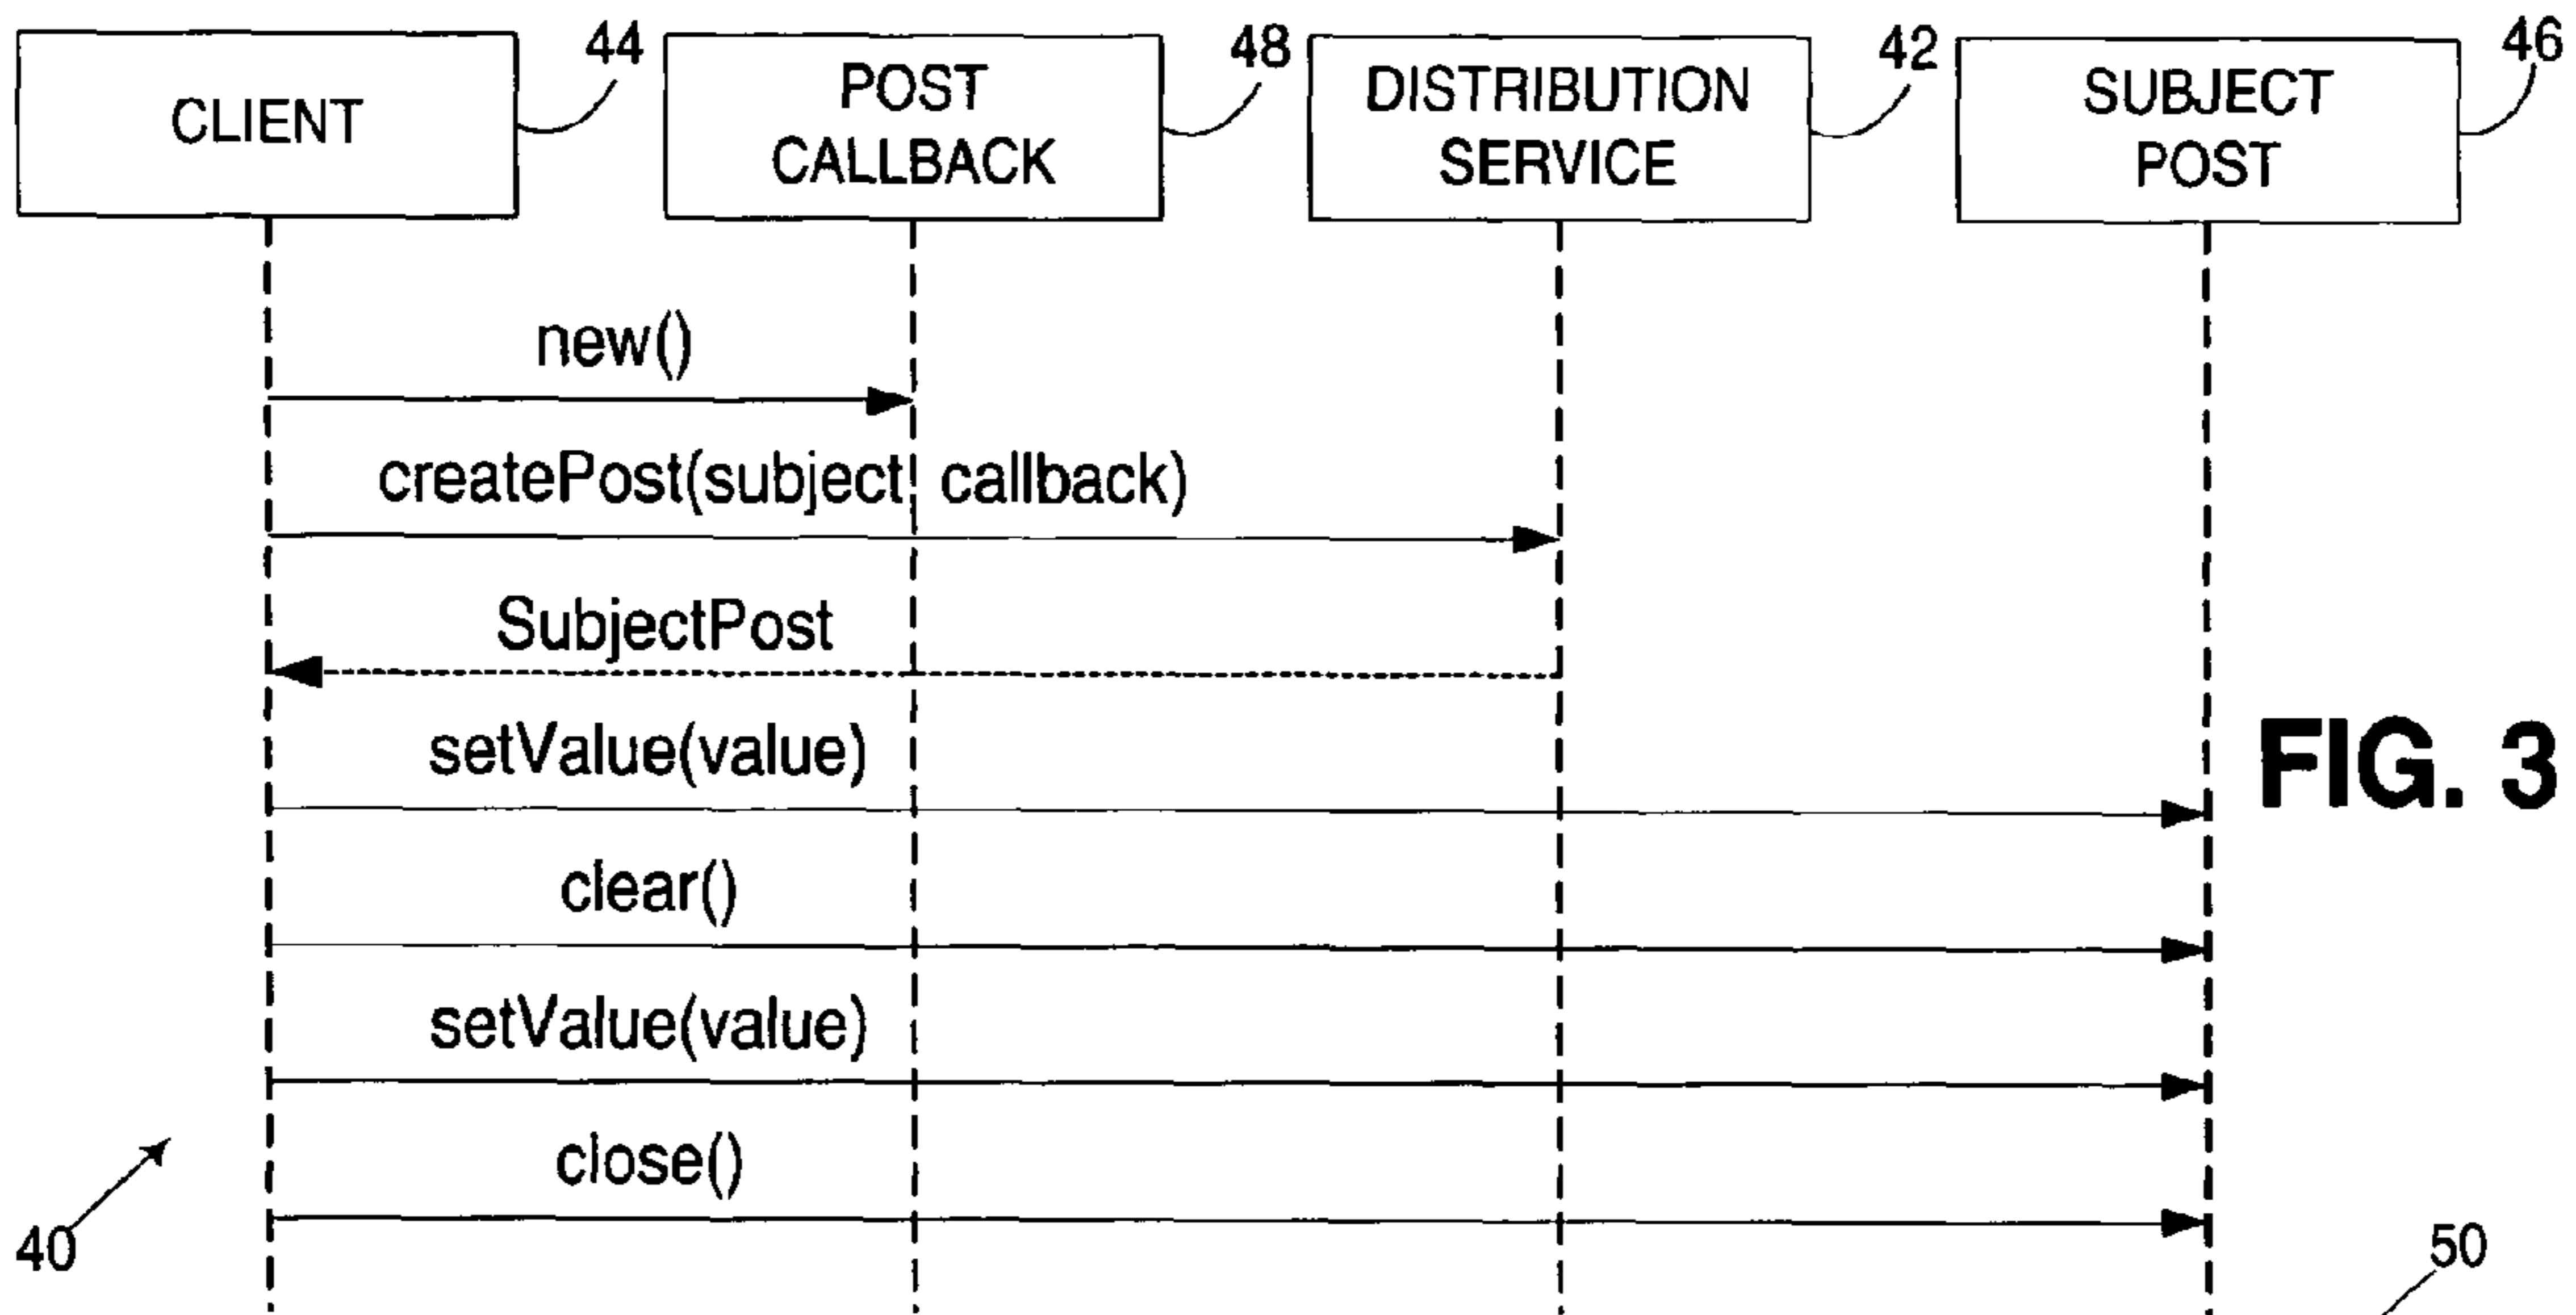 CLIENT
44
POST
CALLBACK
48
DISTRIBUTION
SERVICE
42
SUBJECT
POST
46
new()
createPost(subject, callback)
SubjectPost
setValue(value)
FIG. 3
clear()
setValue(value)
close()
40
50